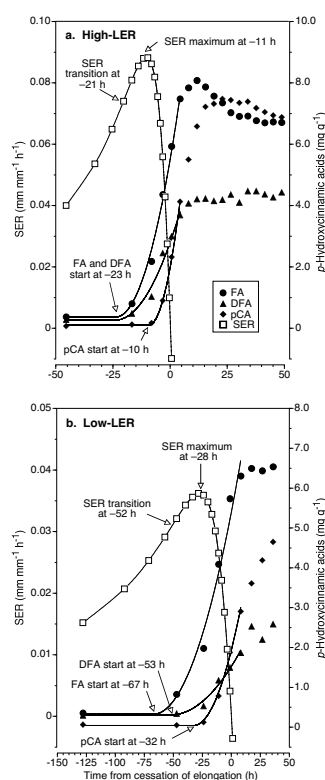 a. High-LER
SER maximum at –11 h
SER
transition at
–21 h
FA and DFA
start at –23 h
pCA start at –10 h
FA
DFA
pCA
SER
SER (mm mm⁻¹ h⁻¹)
0.10
0.08
0.06
0.04
0.02
0
p-Hydroxycinnamic acids (mg g⁻¹)
10.0
8.0
6.0
4.0
2.0
0
-50
-25
0
25
50
b. Low-LER
SER maximum
at –28 h
SER transition
at –52 h
DFA start at –53 h
FA start at –67 h
pCA start at –32 h
SER (mm mm⁻¹ h⁻¹)
0.05
0.04
0.03
0.02
0.01
0
p-Hydroxycinnamic acids (mg g⁻¹)
8.0
7.0
6.0
5.0
4.0
3.0
2.0
1.0
0
-150
-125
-100
-75
-50
-25
0
25
50
Time from cessation of elongation (h)